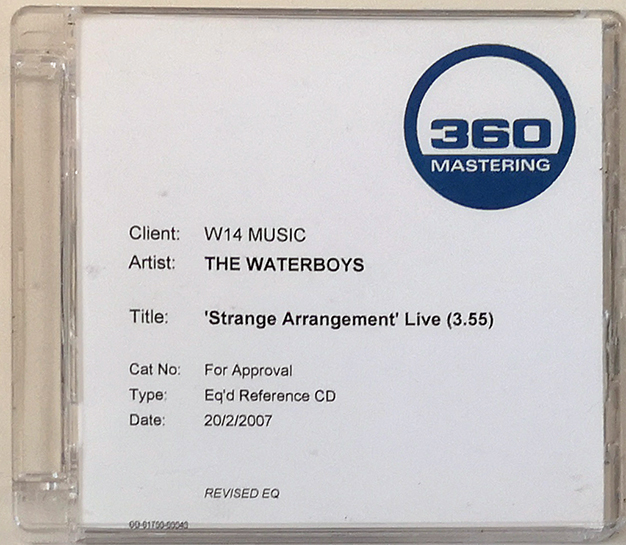 360
MASTERING
Client: W14 MUSIC
Artist: THE WATERBOYS
Title: 'Strange Arrangement' Live (3.55)
Cat No: For Approval
Type: Eq'd Reference CD
Date: 20/2/2007
REVISED EQ